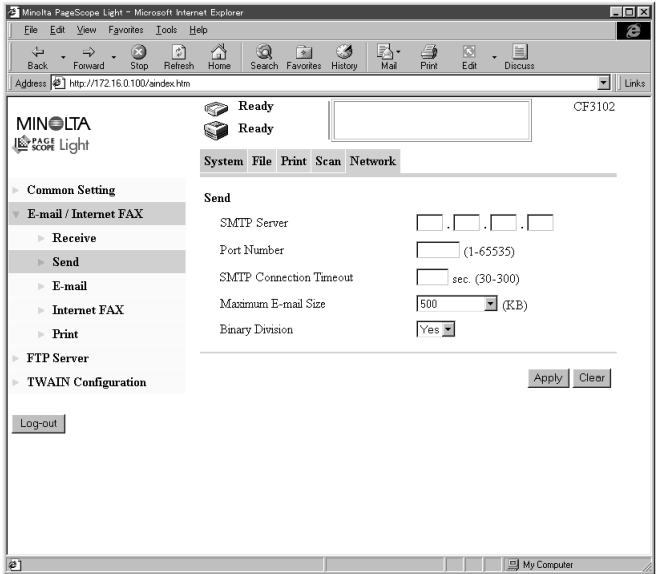 Minolta PageScope Light - Microsoft Internet Explorer
File Edit View Favorites Tools Help
Back Forward Stop Refresh Home Search Favorites History Mail Print Edit Discuss
Address http://172.16.0.100/aindex.htm Links
MINOLTA
PAGE SCOPE Light
Ready
Ready
CF3102
System File Print Scan Network
Common Setting
E-mail / Internet FAX
Receive
Send
E-mail
Internet FAX
Print
FTP Server
TWAIN Configuration
Log-out
Send
SMTP Server . . .
Port Number (1-65535)
SMTP Connection Timeout sec. (30-300)
Maximum E-mail Size 500 (KB)
Binary Division Yes
Apply Clear
My Computer